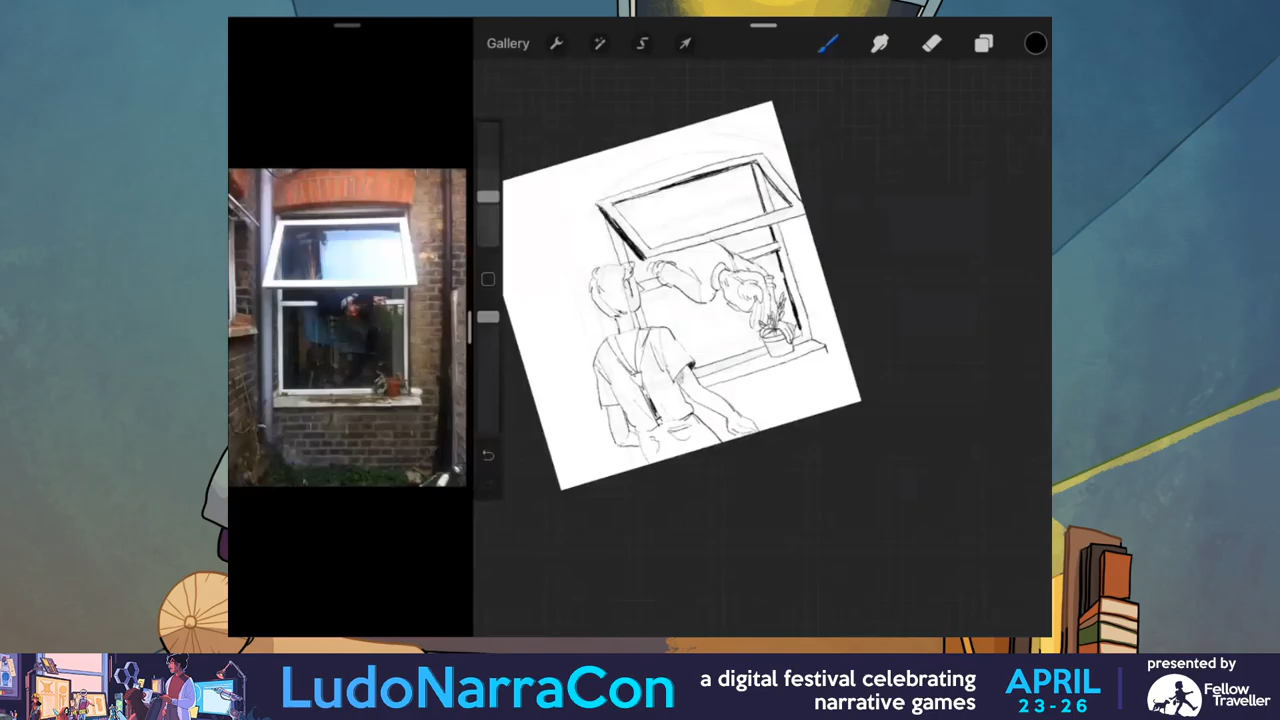 Gallery
LudoNarraCon
a digital festival celebrating
narrative games
APRIL
23-26
presented by
Fellow
Traveller